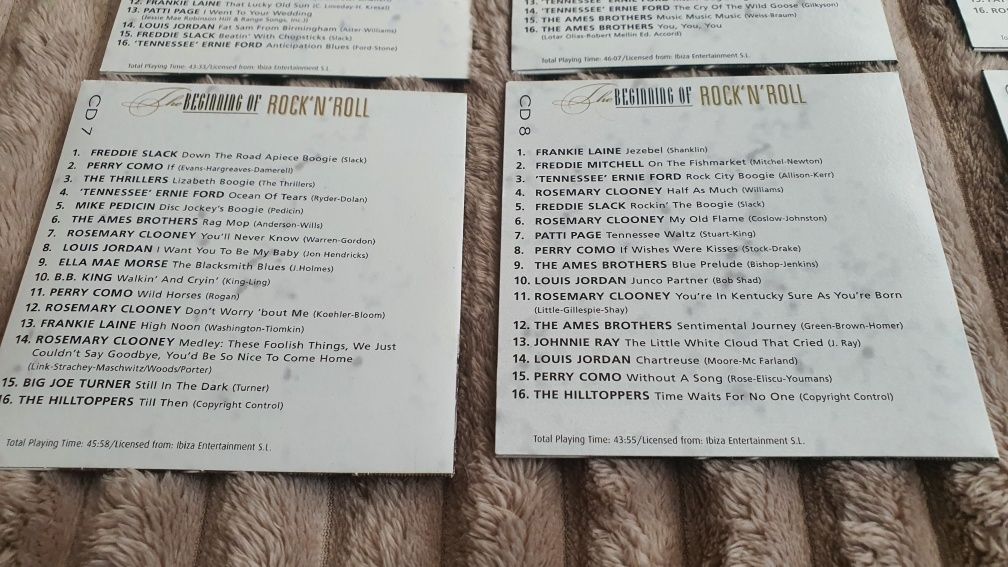 12. FRANKIE LAINE That Lucky Old Sun (C. Loveday-H. Kressl)
13. PATTI PAGE I Went To Your Wedding
(Jessie Mae Robinson Hill & Range Songs, Inc.)
14. LOUIS JORDAN Fat Sam From Birmingham
15. FREDDIE SLACK Beatin' With Chopsticks (Slack)
16. 'TENNESSEE' ERNIE FORD Anticipation Blues (Ford-Stone)
Total Playing Time: 43:33/Licensed from: Ibiza Entertainment S.L.
14. 'TENNESSEE' ERNIE FORD The Cry Of The Wild Goose (Gilkyson)
15. THE AMES BROTHERS Music Music Music (Weiss-Braum)
16. THE AMES BROTHERS You, You, You
(Lotar Olias-Robert Mellin Ed. Accord)
Total Playing Time: 46:07/Licensed from: Ibiza Entertainment S.L.
CD 7
The BEGINNING OF ROCK'N'ROLL
1. FREDDIE SLACK Down The Road Apiece Boogie (Slack)
2. PERRY COMO If (Evans-Hargreaves-Damerell)
3. THE THRILLERS Lizabeth Boogie (The Thrillers)
4. 'TENNESSEE' ERNIE FORD Ocean Of Tears (Ryder-Dolan)
5. MIKE PEDICIN Disc Jockey's Boogie (Pedicin)
6. THE AMES BROTHERS Rag Mop (Anderson-Wills)
7. ROSEMARY CLOONEY You'll Never Know (Warren-Gordon)
8. LOUIS JORDAN I Want You To Be My Baby (Jon Hendricks)
9. ELLA MAE MORSE The Blacksmith Blues (J.Holmes)
10. B.B. KING Walkin' And Cryin' (King-Ling)
11. PERRY COMO Wild Horses (Rogan)
12. ROSEMARY CLOONEY Don't Worry 'bout Me (Koehler-Bloom)
13. FRANKIE LAINE High Noon (Washington-Tiomkin)
14. ROSEMARY CLOONEY Medley: These Foolish Things, We Just
Couldn't Say Goodbye, You'd Be So Nice To Come Home
(Link-Strachey-Maschwitz/Woods/Porter)
15. BIG JOE TURNER Still In The Dark (Turner)
16. THE HILLTOPPERS Till Then (Copyright Control)
Total Playing Time: 45:58/Licensed from: Ibiza Entertainment S.L.
CD 8
The BEGINNING OF ROCK'N'ROLL
1. FRANKIE LAINE Jezebel (Shanklin)
2. FREDDIE MITCHELL On The Fishmarket (Mitchel-Newton)
3. 'TENNESSEE' ERNIE FORD Rock City Boogie (Allison-Kerr)
4. ROSEMARY CLOONEY Half As Much (Williams)
5. FREDDIE SLACK Rockin' The Boogie (Slack)
6. ROSEMARY CLOONEY My Old Flame (Coslow-Johnston)
7. PATTI PAGE Tennessee Waltz (Stuart-King)
8. PERRY COMO If Wishes Were Kisses (Stock-Drake)
9. THE AMES BROTHERS Blue Prelude (Bishop-Jenkins)
10. LOUIS JORDAN Junco Partner (Bob Shad)
11. ROSEMARY CLOONEY You're In Kentucky Sure As You're Born
(Little-Gillespie-Shay)
12. THE AMES BROTHERS Sentimental Journey (Green-Brown-Homer)
13. JOHNNIE RAY The Little White Cloud That Cried (J. Ray)
14. LOUIS JORDAN Chartreuse (Moore-Mc Farland)
15. PERRY COMO Without A Song (Rose-Eliscu-Youmans)
16. THE HILLTOPPERS Time Waits For No One (Copyright Control)
Total Playing Time: 43:55/Licensed from: Ibiza Entertainment S.L.